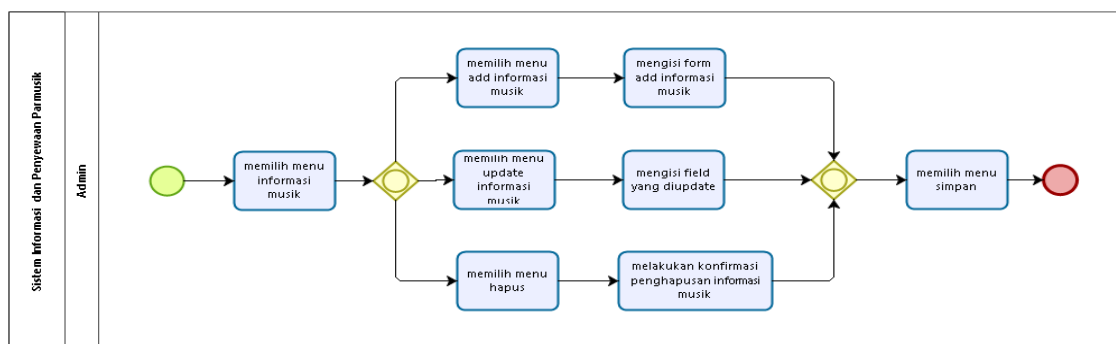 Sistem Informasi dan Penyewaan Parmusik
Admin
memilih menu
informasi
musik
memilih menu
add informasi
musik
mengisi form
add informasi
musik
memilih menu
update
informasi
musik
mengisi field
yang diupdate
memilih menu
hapus
melakukan konfirmasi
penghapusan informasi
musik
memilih menu
simpan